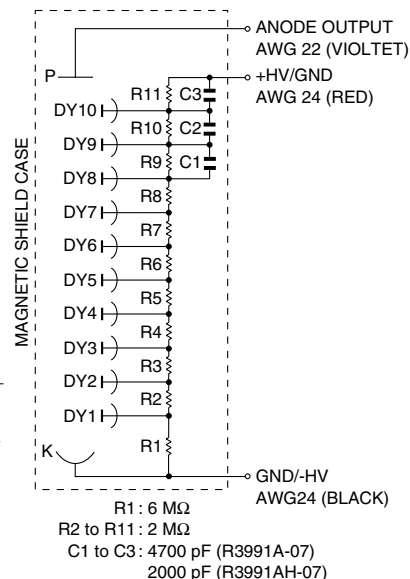 ANODE OUTPUT
AWG 22 (VIOLTET)
P
+HV/GND
AWG 24 (RED)
R11 C3
DY10
R10 C2
DY9
R9 C1
DY8
R8
DY7
R7
DY6
R6
DY5
R5
DY4
R4
DY3
R3
DY2
R2
DY1
R1
K
MAGNETIC SHIELD CASE
GND/-HV
AWG24 (BLACK)
R1 : 6 MΩ
R2 to R11 : 2 MΩ
C1 to C3 : 4700 pF (R3991A-07)
2000 pF (R3991AH-07)